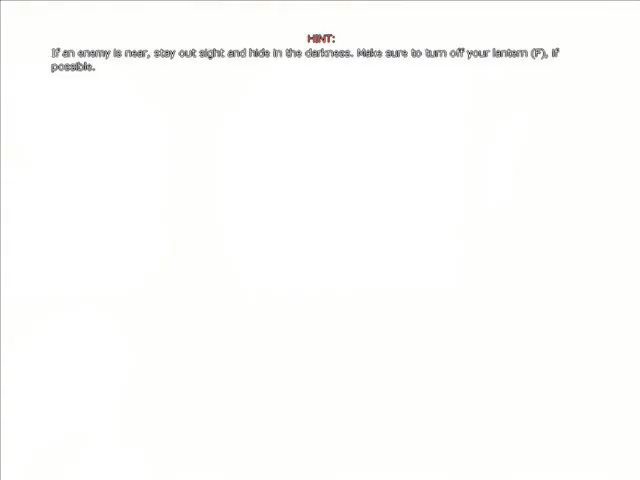 HINT:
If an enemy is near, stay out sight and hide in the darkness. Make sure to turn off your lantern (F), if
possible.